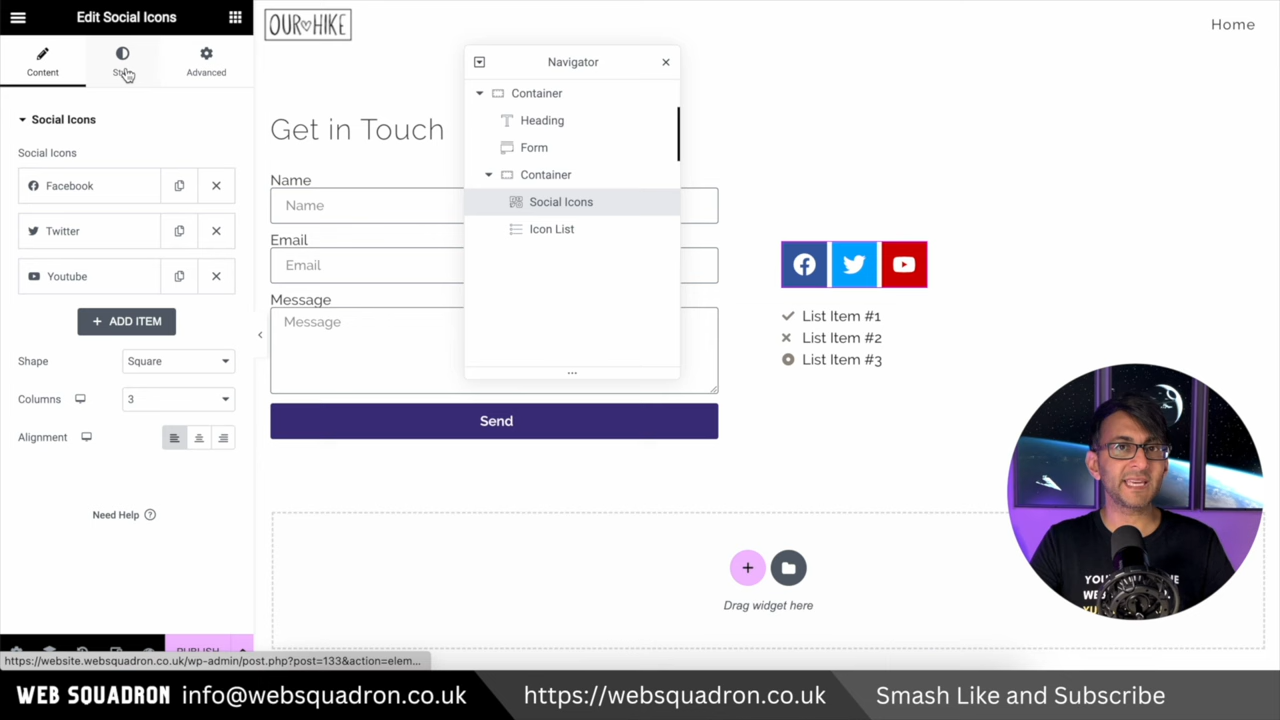 Edit Social Icons
Content
Advanced
Social Icons
Social Icons
Facebook
Twitter
Youtube
+ ADD ITEM
Shape
Square
Columns
3
Alignment
Need Help ?
PUBLISH
https://website.websquadron.co.uk/wp-admin/post.php?post=133&action=elem...
OUR HIKE
Home
Get in Touch
Name
Name
Email
Email
Message
Message
Send
Navigator
Container
Heading
Form
Container
Social Icons
Icon List
...
List Item #1
List Item #2
List Item #3
Drag widget here
WEB SQUADRON info@websquadron.co.uk https://websquadron.co.uk Smash Like and Subscribe